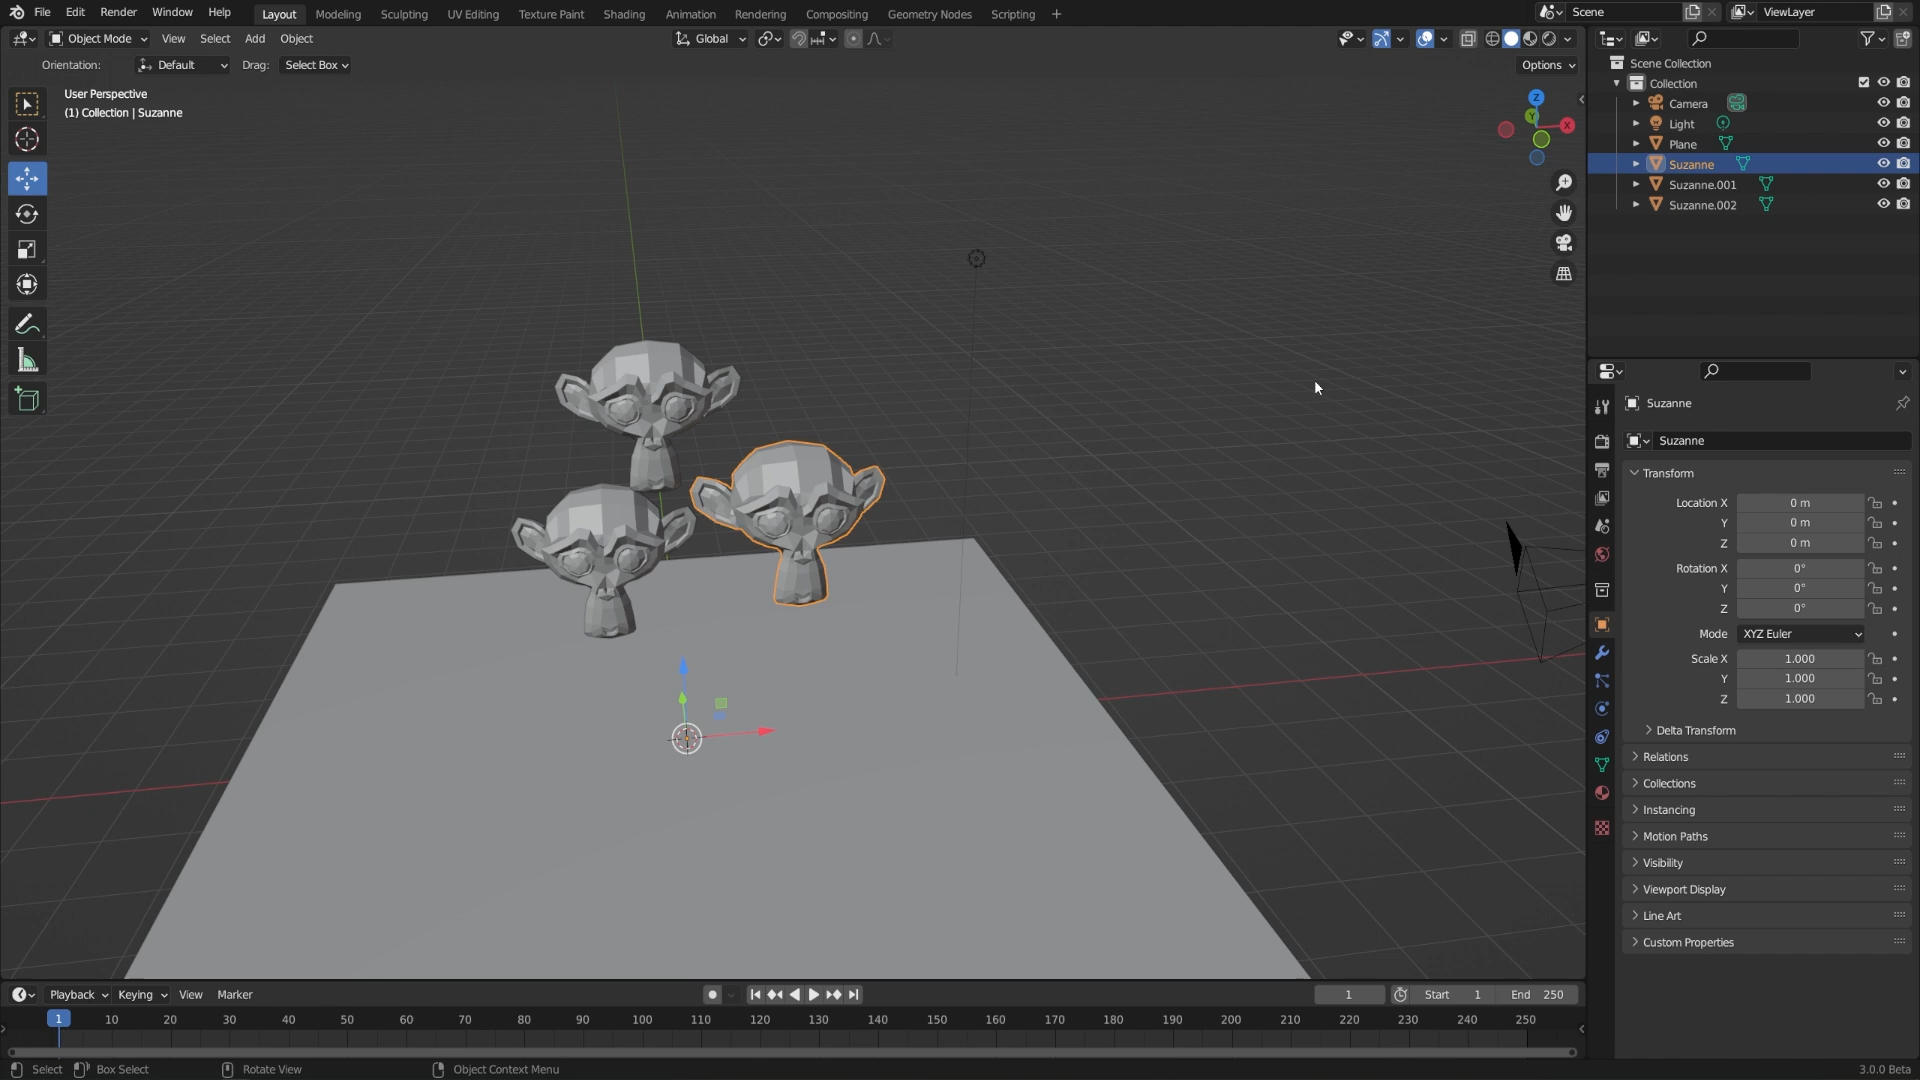 File Edit Render Window Help Layout Modeling Sculpting UV Editing Texture Paint Shading Animation Rendering Compositing Geometry Nodes Scripting + Scene ViewLayer
Object Mode View Select Add Object Global
Orientation: Default Drag: Select Box Options
User Perspective
(1) Collection | Suzanne
Z
Y
X
Scene Collection
Collection
Camera
Light
Plane
Suzanne
Suzanne.001
Suzanne.002
Suzanne
Suzanne
Transform
Location X 0 m
Y 0 m
Z 0 m
Rotation X 0°
Y 0°
Z 0°
Mode XYZ Euler
Scale X 1.000
Y 1.000
Z 1.000
Delta Transform
Relations
Collections
Instancing
Motion Paths
Visibility
Viewport Display
Line Art
Custom Properties
Playback Keying View Marker 1 Start 1 End 250
1 10 20 30 40 50 60 70 80 90 100 110 120 130 140 150 160 170 180 190 200 210 220 230 240 250
Select Box Select Rotate View Object Context Menu 3.0.0 Beta